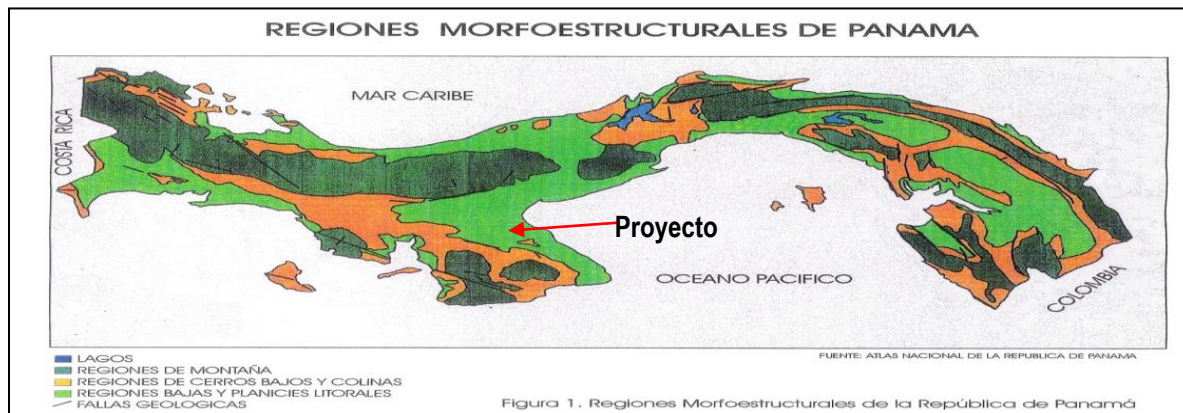 REGIONES MORFOESTRUCTURALES DE PANAMA
MAR CARIBE
COSTA RICA
Proyecto
OCEANO PACIFICO
COLOMBIA
LAGOS
REGIONES DE MONTAÑA
REGIONES DE CERROS BAJOS Y COLINAS
REGIONES BAJAS Y PLANICIES LITORALES
FALLAS GEOLOGICAS
FUENTE: ATLAS NACIONAL DE LA REPUBLICA DE PANAMA
Figura 1. Regiones Morfoestructurales de la República de Panamá